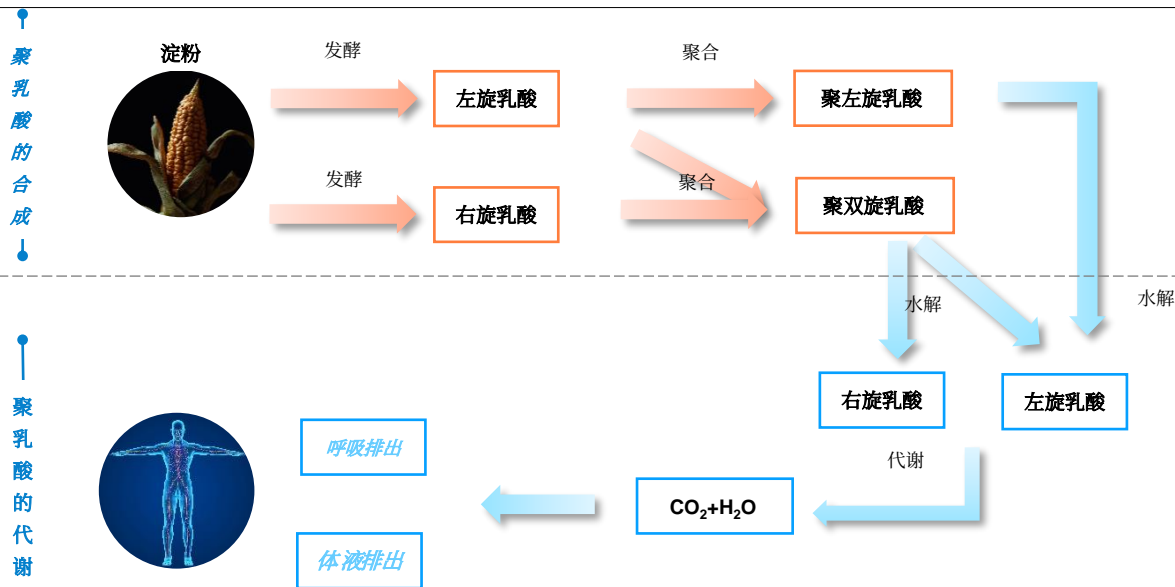 聚乳酸的合成
淀粉
发酵
聚合
左旋乳酸
聚左旋乳酸
发酵
聚合
右旋乳酸
聚双旋乳酸
水解
水解
聚乳酸的代谢
右旋乳酸
左旋乳酸
呼吸排出
代谢
CO₂+H₂O
体液排出